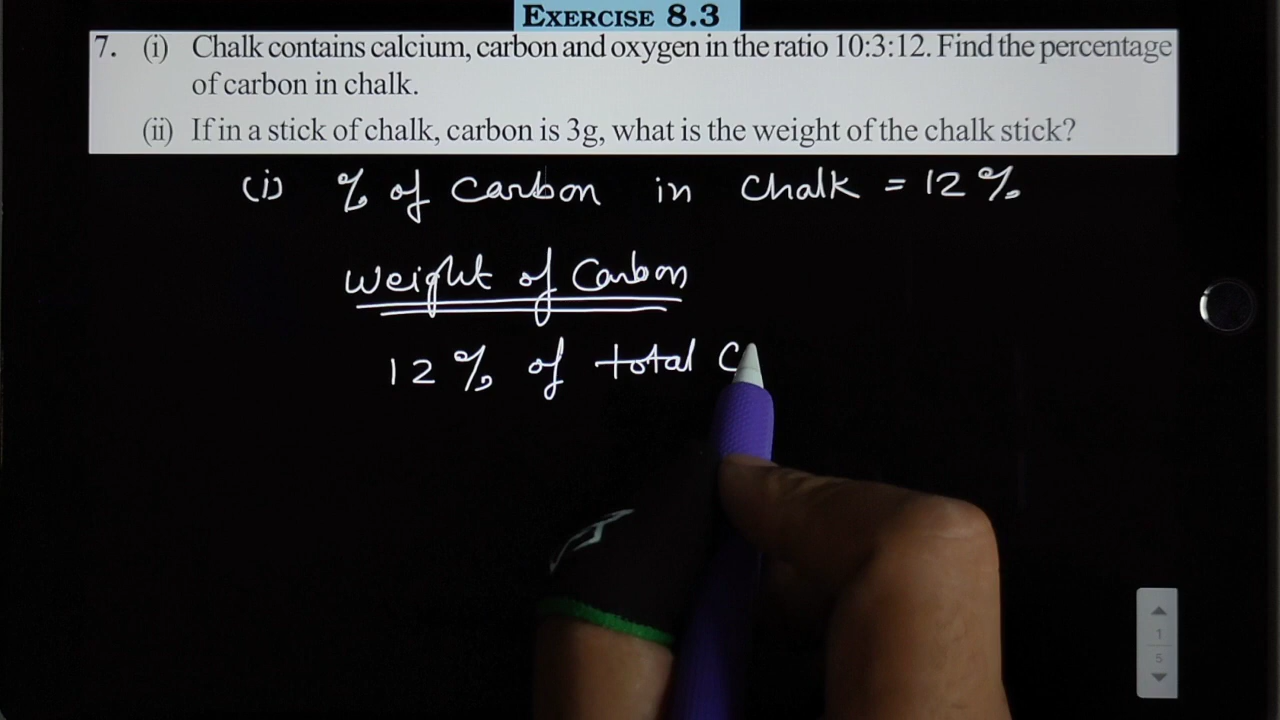 EXERCISE 8.3
7. (i) Chalk contains calcium, carbon and oxygen in the ratio 10:3:12. Find the percentage
of carbon in chalk.
(ii) If in a stick of chalk, carbon is 3g, what is the weight of the chalk stick?
(i) % of Carbon in Chalk = 12 %
Weight of Carbon
12 % of total C
1
5